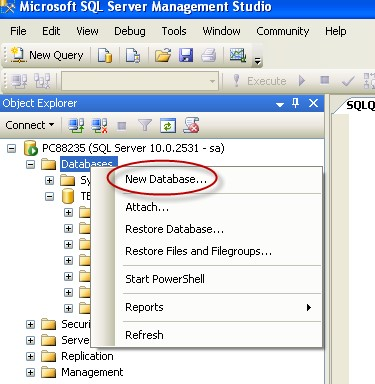 Microsoft SQL Server Management Studio
File Edit View Debug Tools Window Community Help
New Query
Execute
Object Explorer
SQLQ
Connect
PC88235 (SQL Server 10.0.2531 - sa)
Databases
New Database...
Sy
Attach...
TE
Restore Database...
Restore Files and Filegroups...
Start PowerShell
Reports
Securi
Refresh
Serve
Replication
Management